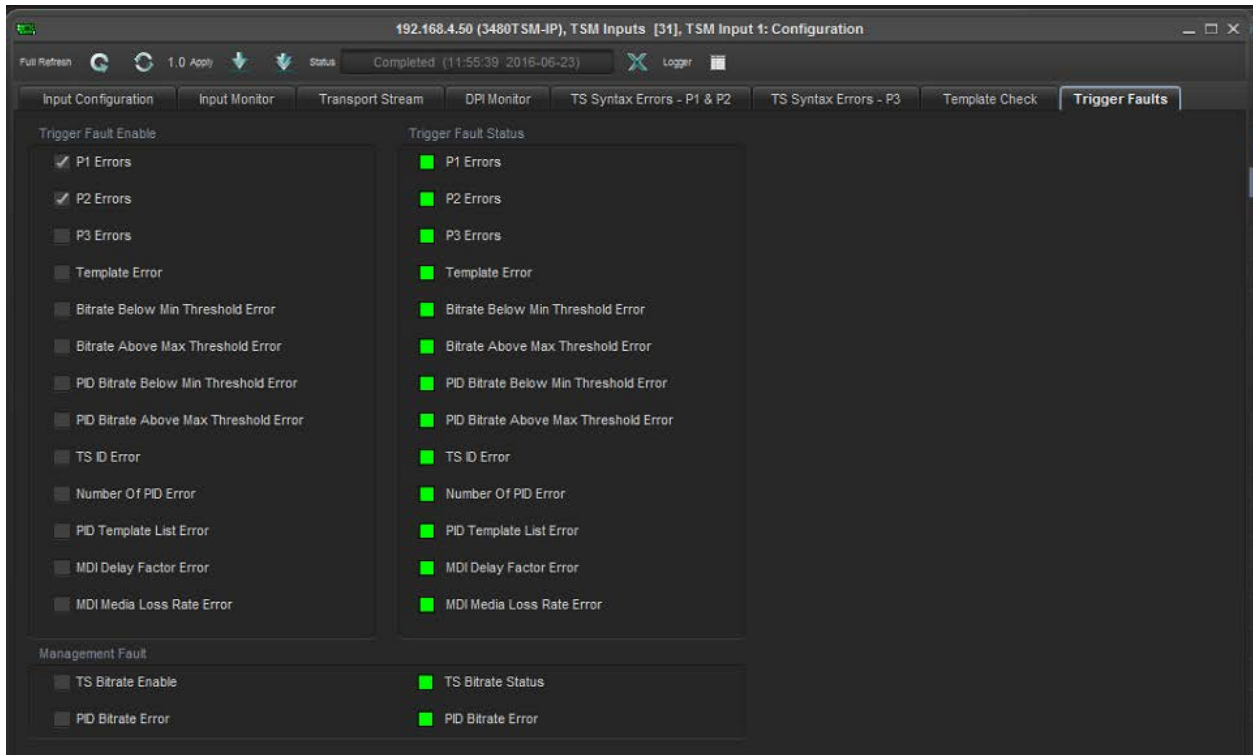 192.168.4.50 (3480TSM-IP), TSM Inputs [31], TSM Input 1: Configuration
Full Refresh 1.0 Apply Status Completed (11:55:39 2016-06-23) Logger
Input Configuration Input Monitor Transport Stream DPI Monitor TS Syntax Errors - P1 & P2 TS Syntax Errors - P3 Template Check Trigger Faults
Trigger Fault Enable Trigger Fault Status
P1 Errors P1 Errors
P2 Errors P2 Errors
P3 Errors P3 Errors
Template Error Template Error
Bitrate Below Min Threshold Error Bitrate Below Min Threshold Error
Bitrate Above Max Threshold Error Bitrate Above Max Threshold Error
PID Bitrate Below Min Threshold Error PID Bitrate Below Min Threshold Error
PID Bitrate Above Max Threshold Error PID Bitrate Above Max Threshold Error
TS ID Error TS ID Error
Number Of PID Error Number Of PID Error
PID Template List Error PID Template List Error
MDI Delay Factor Error MDI Delay Factor Error
MDI Media Loss Rate Error MDI Media Loss Rate Error
Management Fault
TS Bitrate Enable TS Bitrate Status
PID Bitrate Error PID Bitrate Error